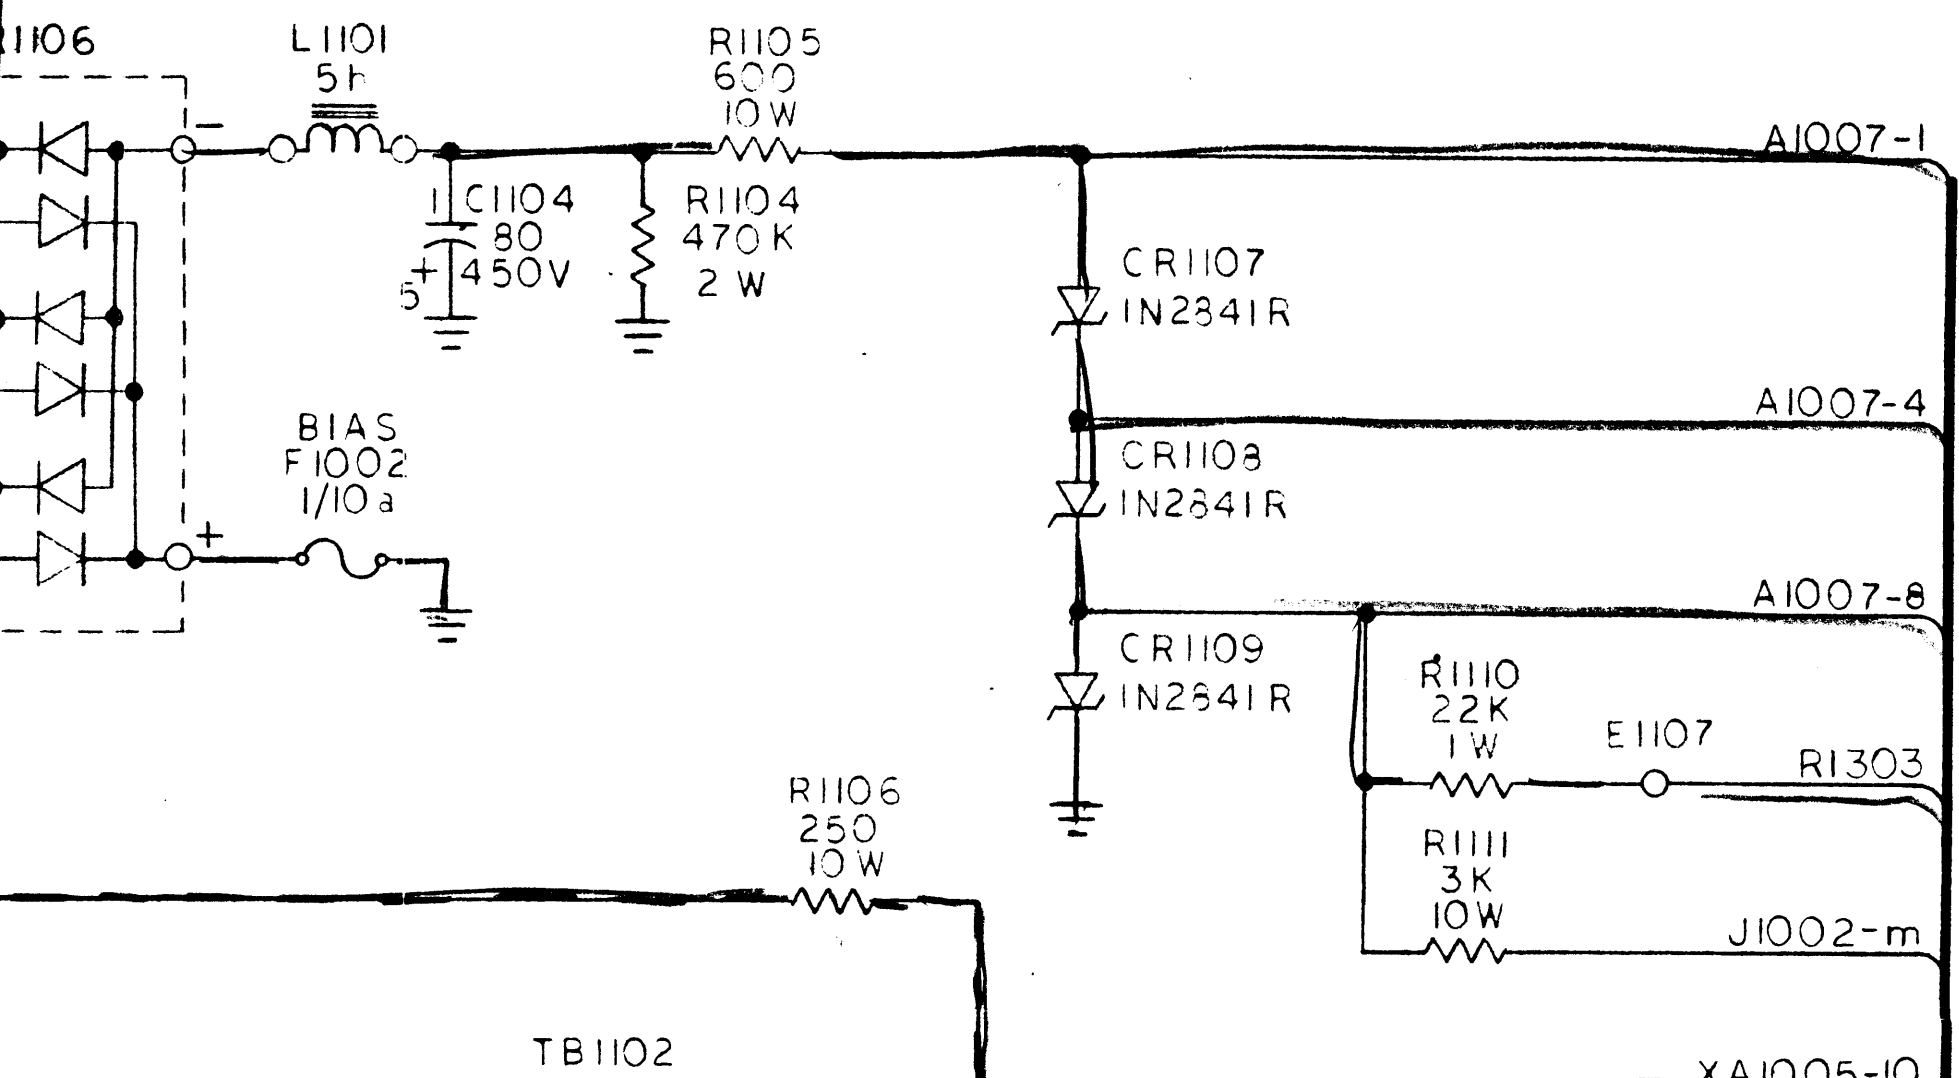 R1106
L1101
5h
R1105
600
10W
A1007-1
−
1
C1104
80
+ 450V
5
R1104
470K
2W
CR1107
1N2841R
A1007-4
BIAS
F1002
1/10a
CR1108
1N2841R
+
A1007-8
CR1109
1N2841R
R1110
22K
1W
E1107
R1303
R1106
250
10W
R1111
3K
10W
J1002-m
TB1102
XA1005-10